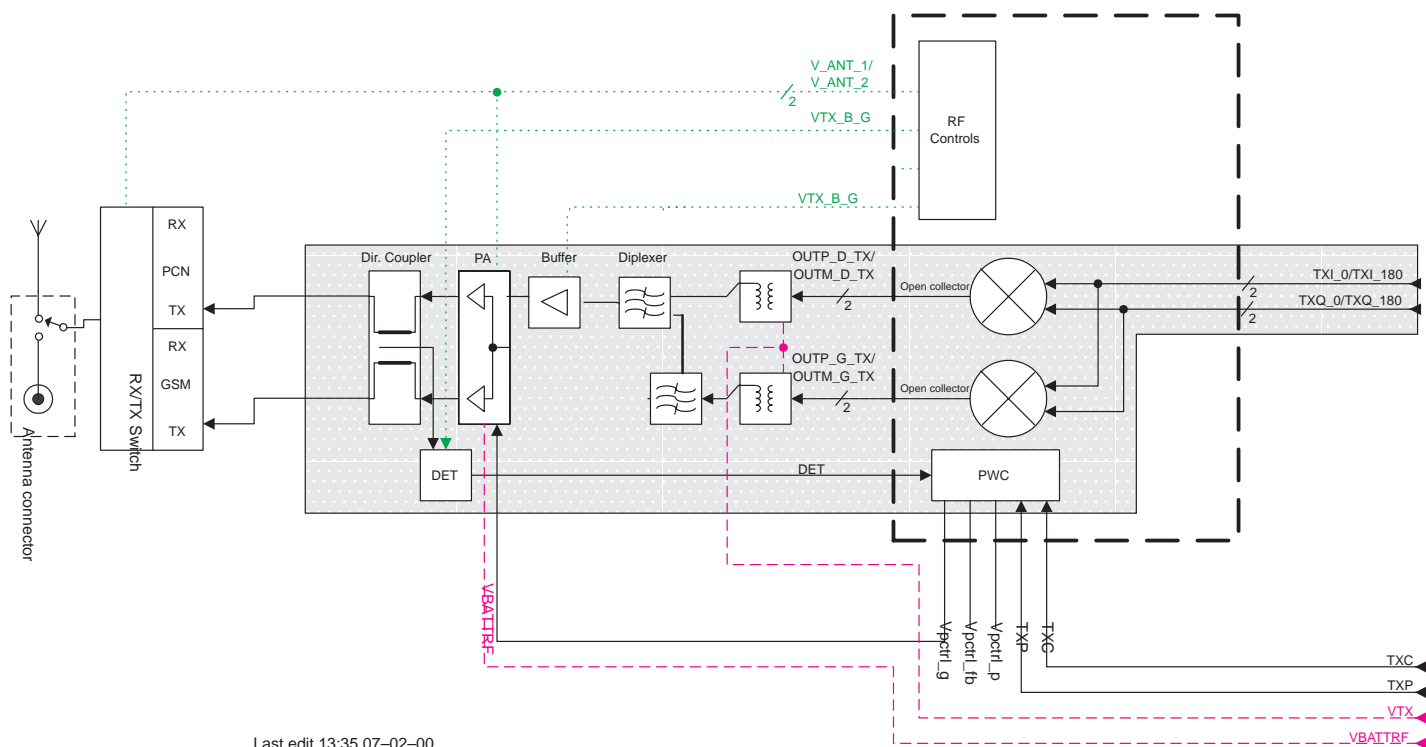 V_ANT_1/
V_ANT_2
2
VTX_B_G
RF
Controls
VTX_B_G
RX
PCN
TX
RX
GSM
TX
RX/TX Switch
Antenna connector
Dir. Coupler
PA
Buffer
Diplexer
OUTP_D_TX/
OUTM_D_TX
2
Open collector
TXI_0/TXI_180
2
TXQ_0/TXQ_180
2
OUTP_G_TX/
OUTM_G_TX
2
Open collector
DET
DET
PWC
VBATTRF
Vpctrl_g
Vpctrl_fb
Vpctrl_p
TXP
TXC
TXC
TXP
VTX
VBATTRF
Last edit 13:35 07–02–00